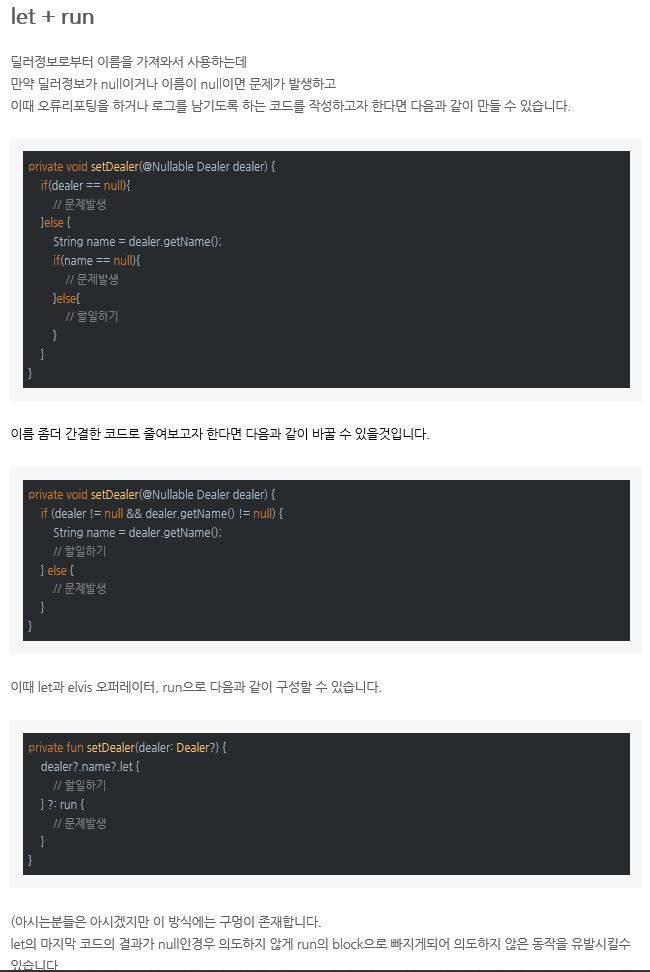 let + run
딜러정보로부터 이름을 가져와서 사용하는데
만약 딜러정보가 null이거나 이름이 null이면 문제가 발생하고
이때 오류리포팅을 하거나 로그를 남기도록 하는 코드를 작성하고자 한다면 다음과 같이 만들 수 있습니다.
private void setDealer(@Nullable Dealer dealer) {
if(dealer == null){
// 문제발생
}else {
String name = dealer.getName();
if(name == null){
// 문제발생
}else{
// 할일하기
}
}
}
이름 좀더 간결한 코드로 줄여보고자 한다면 다음과 같이 바꿀 수 있을것입니다.
private void setDealer(@Nullable Dealer dealer) {
if (dealer != null && dealer.getName() != null) {
String name = dealer.getName();
// 할일하기
} else {
// 문제발생
}
}
이때 let과 elvis 오퍼레이터, run으로 다음과 같이 구성할 수 있습니다.
private fun setDealer(dealer: Dealer?) {
dealer?.name?.let {
// 할일하기
} ?: run {
// 문제발생
}
}
(아시는분들은 아시겠지만 이 방식에는 구멍이 존재합니다.
let의 마지막 코드의 결과가 null인경우 의도하지 않게 run의 block으로 빠지게되어 의도하지 않은 동작을 유발시킬수
있습니다